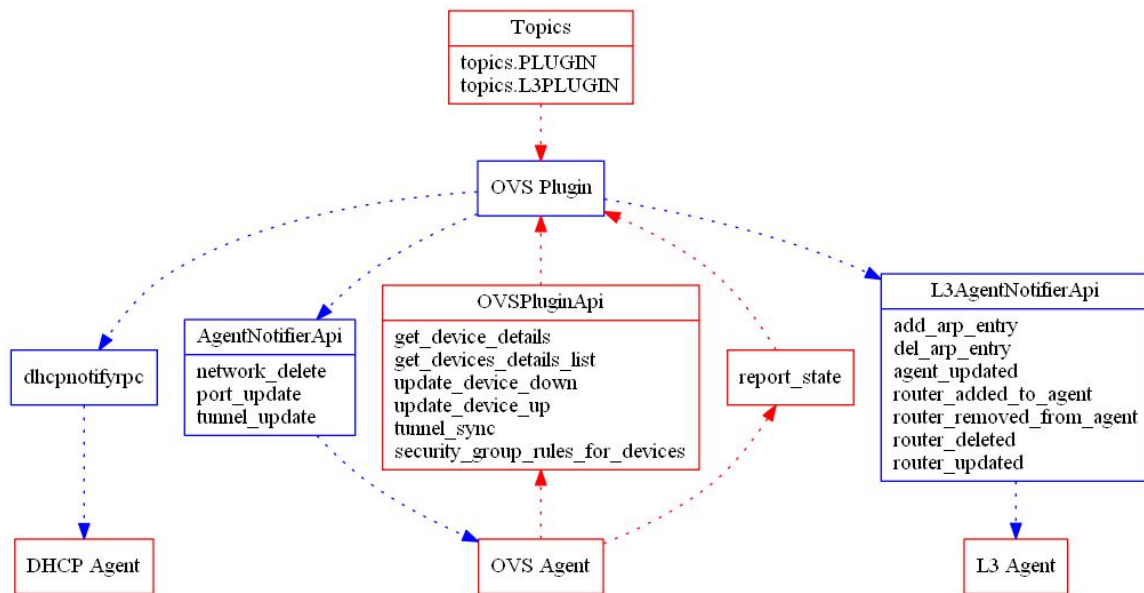 Topics
topics.PLUGIN
topics.L3PLUGIN
OVS Plugin
dhcpnotifyrpc
AgentNotifierApi
network_delete
port_update
tunnel_update
OVSPluginApi
get_device_details
get_devices_details_list
update_device_down
update_device_up
tunnel_sync
security_group_rules_for_devices
report_state
L3AgentNotifierApi
add_arp_entry
del_arp_entry
agent_updated
router_added_to_agent
router_removed_from_agent
router_deleted
router_updated
DHCP Agent
OVS Agent
L3 Agent